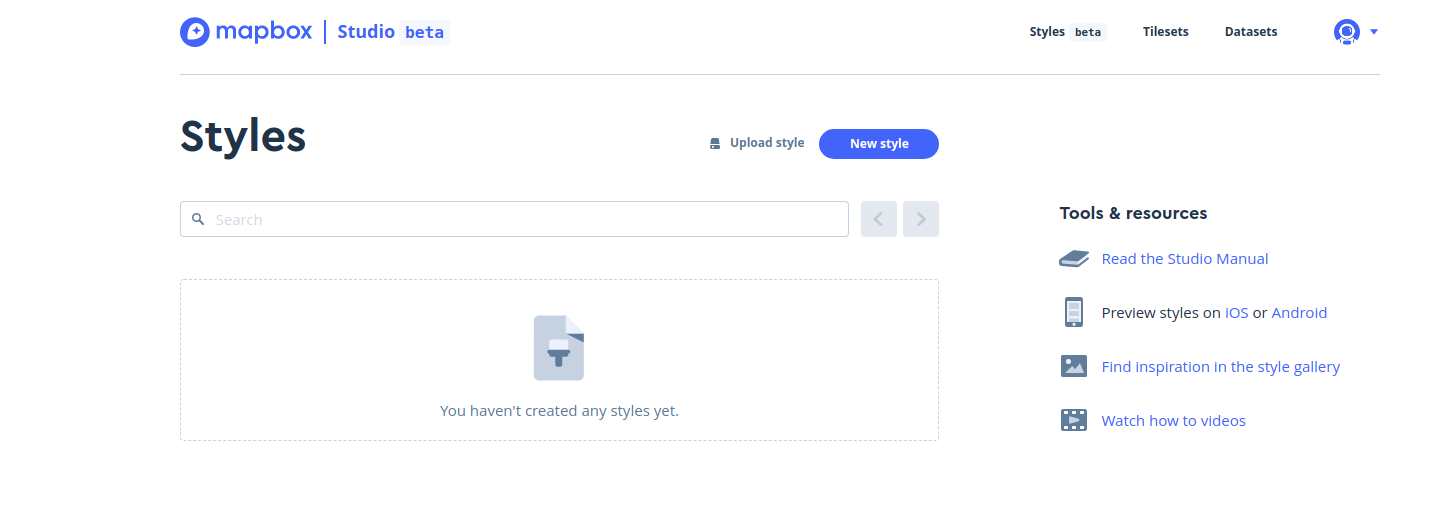 mapbox | Studio beta
Styles beta Tilesets Datasets
Styles
Upload style New style
Search
You haven't created any styles yet.
Tools & resources
Read the Studio Manual
Preview styles on iOS or Android
Find inspiration in the style gallery
Watch how to videos